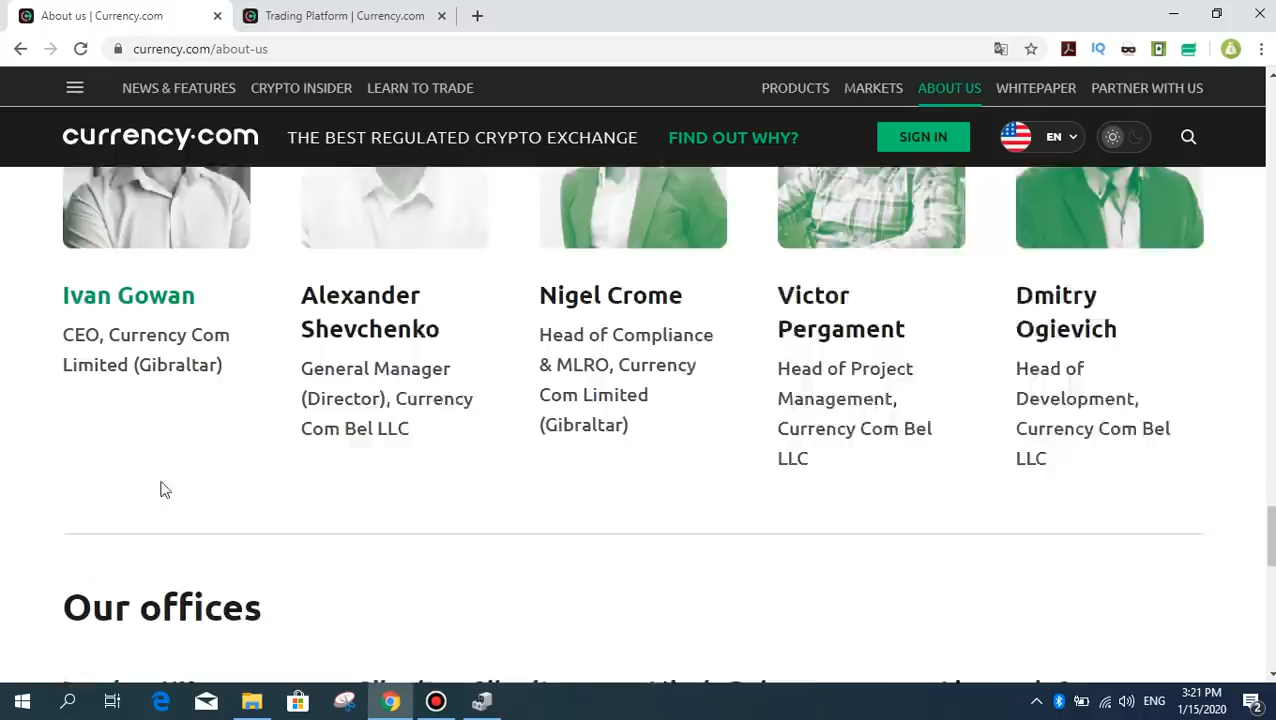 About us | Currency.com
Trading Platform | Currency.com
currency.com/about-us
NEWS & FEATURES
CRYPTO INSIDER
LEARN TO TRADE
PRODUCTS
MARKETS
ABOUT US
WHITEPAPER
PARTNER WITH US
currency.com
THE BEST REGULATED CRYPTO EXCHANGE
FIND OUT WHY?
SIGN IN
EN
Ivan Gowan
CEO, Currency Com
Limited (Gibraltar)
Alexander
Shevchenko
General Manager
(Director), Currency
Com Bel LLC
Nigel Crome
Head of Compliance
& MLRO, Currency
Com Limited
(Gibraltar)
Victor
Pergament
Head of Project
Management,
Currency Com Bel
LLC
Dmitry
Ogievich
Head of
Development,
Currency Com Bel
LLC
Our offices
ENG
3:21 PM
1/15/2020
2